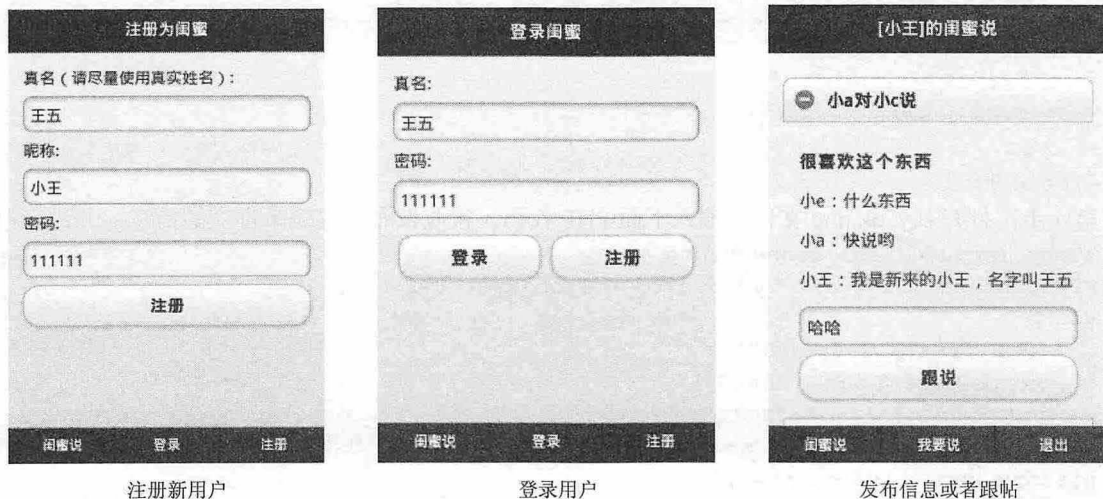 注册为闺蜜
真名（请尽量使用真实姓名）：
王五
昵称:
小王
密码:
111111
注册
闺蜜说 登录 注册
注册新用户
登录闺蜜
真名:
王五
密码:
111111
登录 注册
闺蜜说 登录 注册
登录用户
[小王]的闺蜜说
小a对小c说
很喜欢这个东西
小e：什么东西
小a：快说哟
小王：我是新来的小王，名字叫王五
哈哈
跟说
闺蜜说 我要说 退出
发布信息或者跟帖